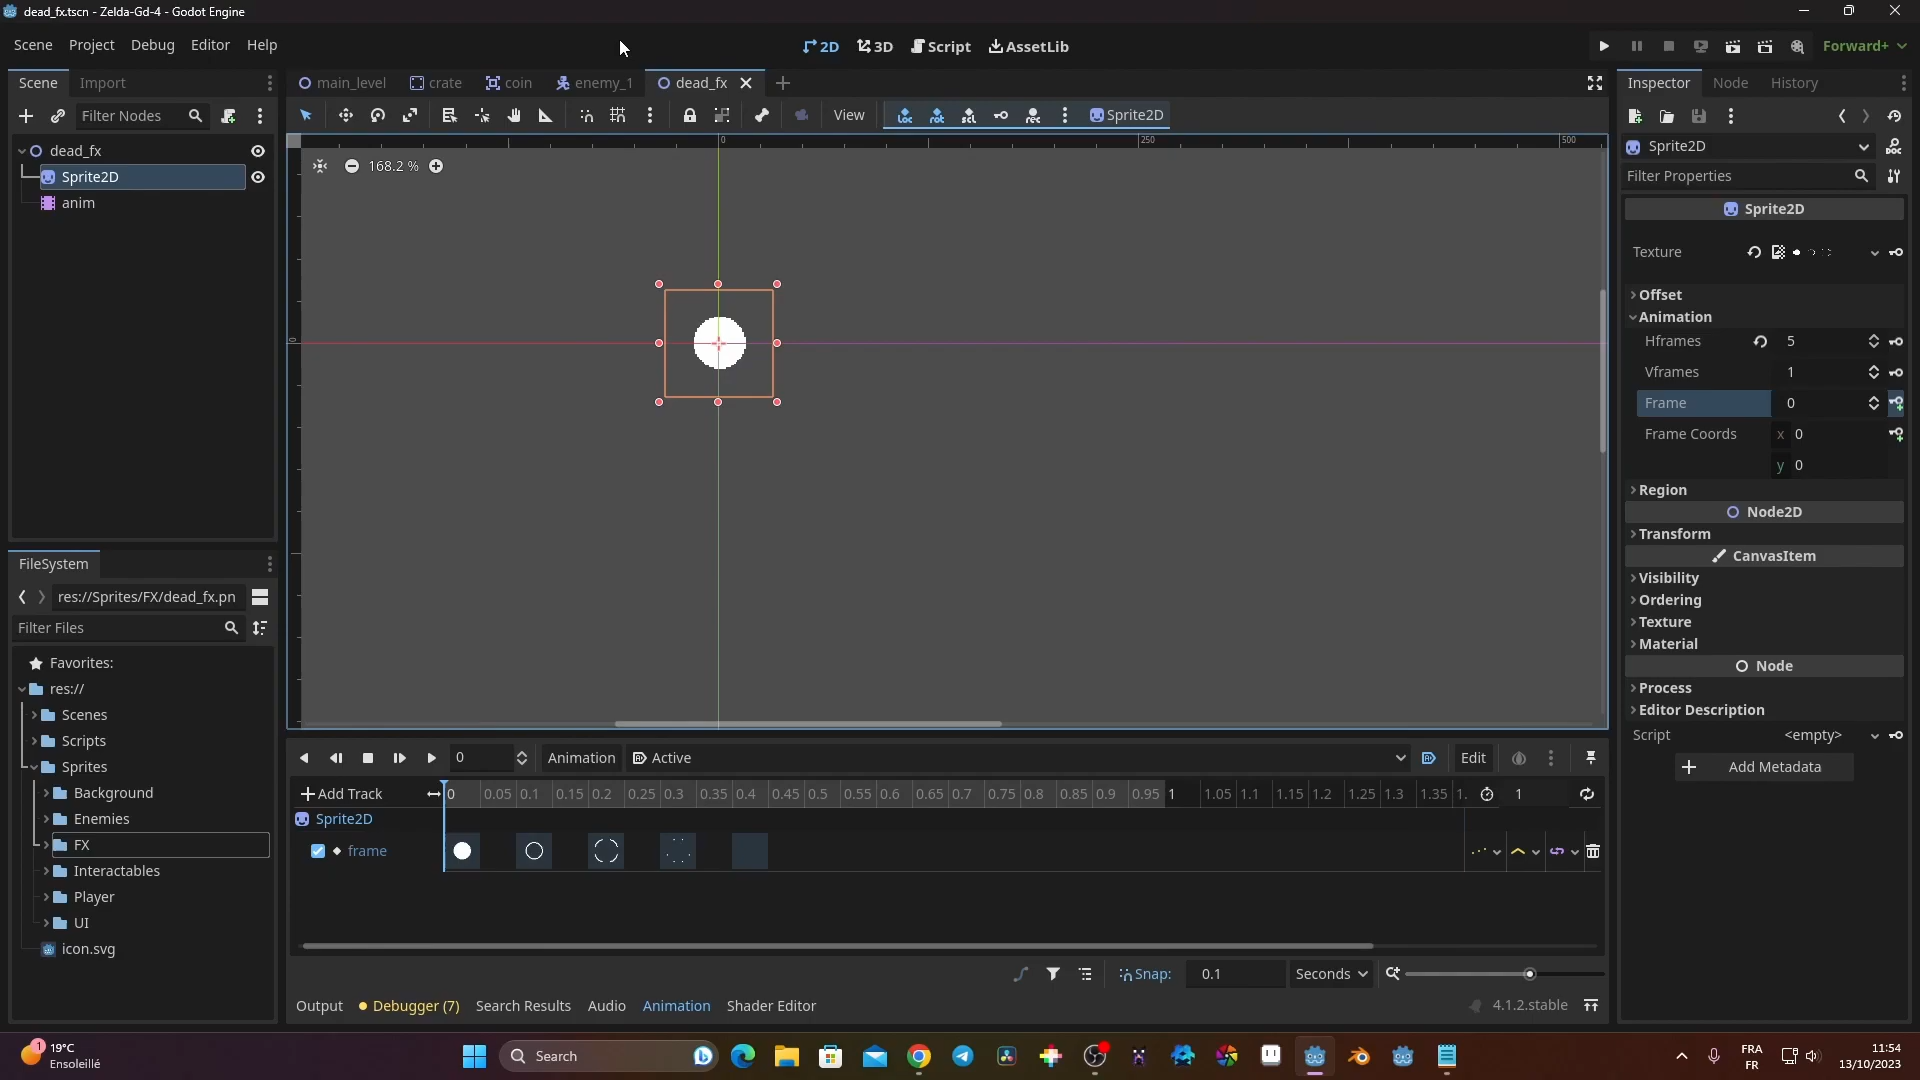 dead_fx.tscn - Zelda-Gd-4 - Godot Engine
Scene Project Debug Editor Help
2D 3D Script AssetLib
Forward+
Scene Import
main_level crate coin enemy_1 dead_fx
Inspector Node History
Filter Nodes
View
Sprite2D
dead_fx
Sprite2D
anim
168.2 %
0 250 500
0
Sprite2D
Filter Properties
Sprite2D
Texture
Offset
Animation
Hframes 5
Vframes 1
Frame 0
Frame Coords x 0
y 0
Region
Node2D
Transform
CanvasItem
Visibility
Ordering
Texture
Material
Node
Process
Editor Description
Script <empty>
Add Metadata
FileSystem
res://Sprites/FX/dead_fx.pn
Filter Files
Favorites:
res://
Scenes
Scripts
Sprites
Background
Enemies
FX
Interactables
Player
UI
icon.svg
0 Animation Active Edit
Add Track 0 0.05 0.1 0.15 0.2 0.25 0.3 0.35 0.4 0.45 0.5 0.55 0.6 0.65 0.7 0.75 0.8 0.85 0.9 0.95 1 1.05 1.1 1.15 1.2 1.25 1.3 1.35 1. 1
Sprite2D
frame
Snap: 0.1 Seconds
Output Debugger (7) Search Results Audio Animation Shader Editor
4.1.2.stable
1
19°C
Ensoleillé
Search
FRA
FR
11:54
13/10/2023